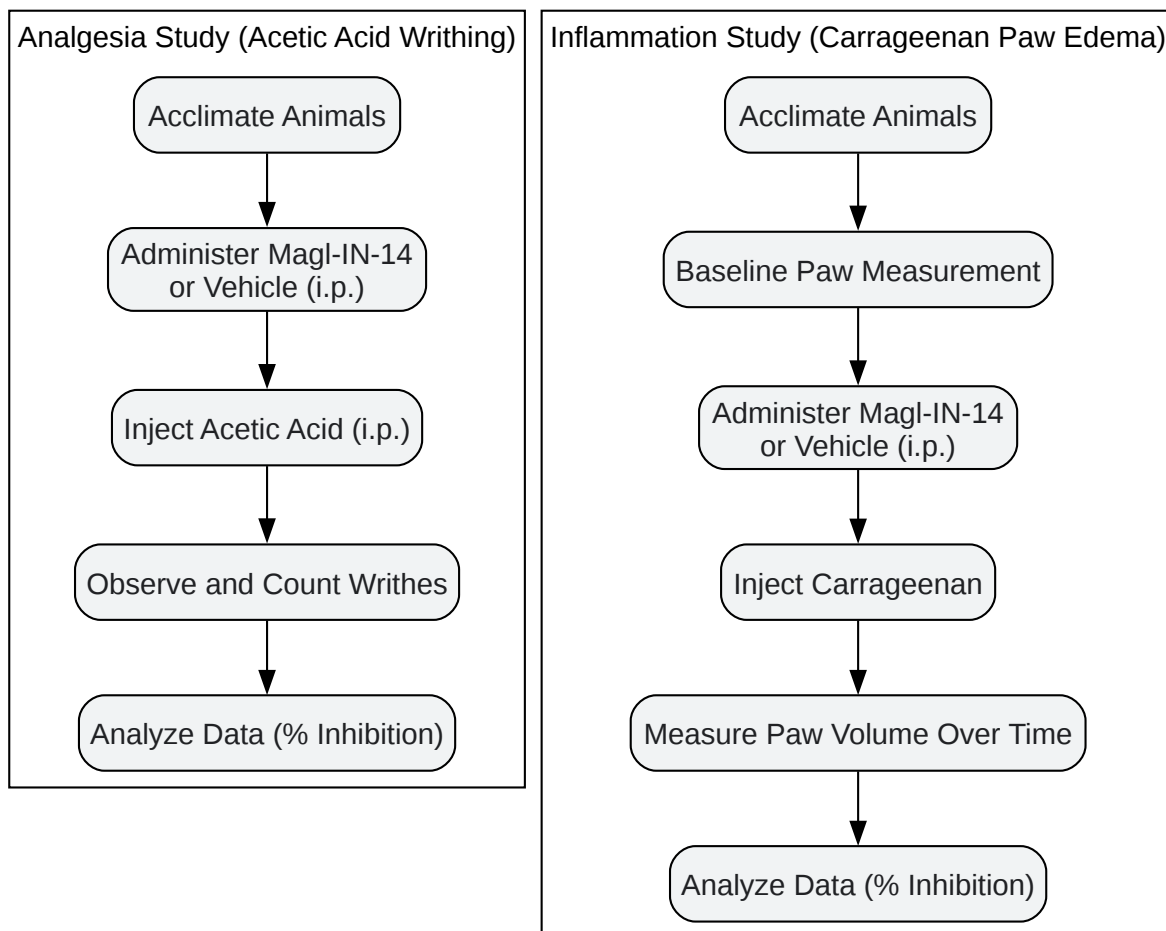 Analgesia Study (Acetic Acid Writhing)
Acclimate Animals
Administer Magl-IN-14
or Vehicle (i.p.)
Inject Acetic Acid (i.p.)
Observe and Count Writhes
Analyze Data (% Inhibition)
Inflammation Study (Carrageenan Paw Edema)
Acclimate Animals
Baseline Paw Measurement
Administer Magl-IN-14
or Vehicle (i.p.)
Inject Carrageenan
Measure Paw Volume Over Time
Analyze Data (% Inhibition)